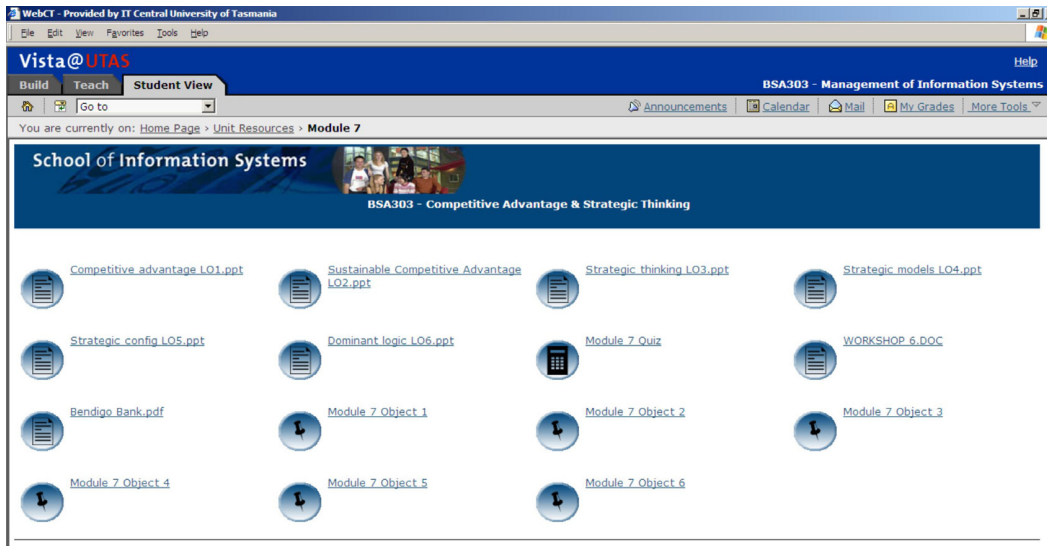 WebCT - Provided by IT Central University of Tasmania
File Edit View Favorites Tools Help
Vista@UTAS
Help
Build Teach Student View
BSA303 - Management of Information Systems
Go to
Announcements Calendar Mail My Grades More Tools
You are currently on: Home Page › Unit Resources › Module 7
School of Information Systems
BSA303 - Competitive Advantage & Strategic Thinking
Competitive advantage LO1.ppt
Sustainable Competitive Advantage
LO2.ppt
Strategic thinking LO3.ppt
Strategic models LO4.ppt
Strategic config LO5.ppt
Dominant logic LO6.ppt
Module 7 Quiz
WORKSHOP 6.DOC
Bendigo Bank.pdf
Module 7 Object 1
Module 7 Object 2
Module 7 Object 3
Module 7 Object 4
Module 7 Object 5
Module 7 Object 6